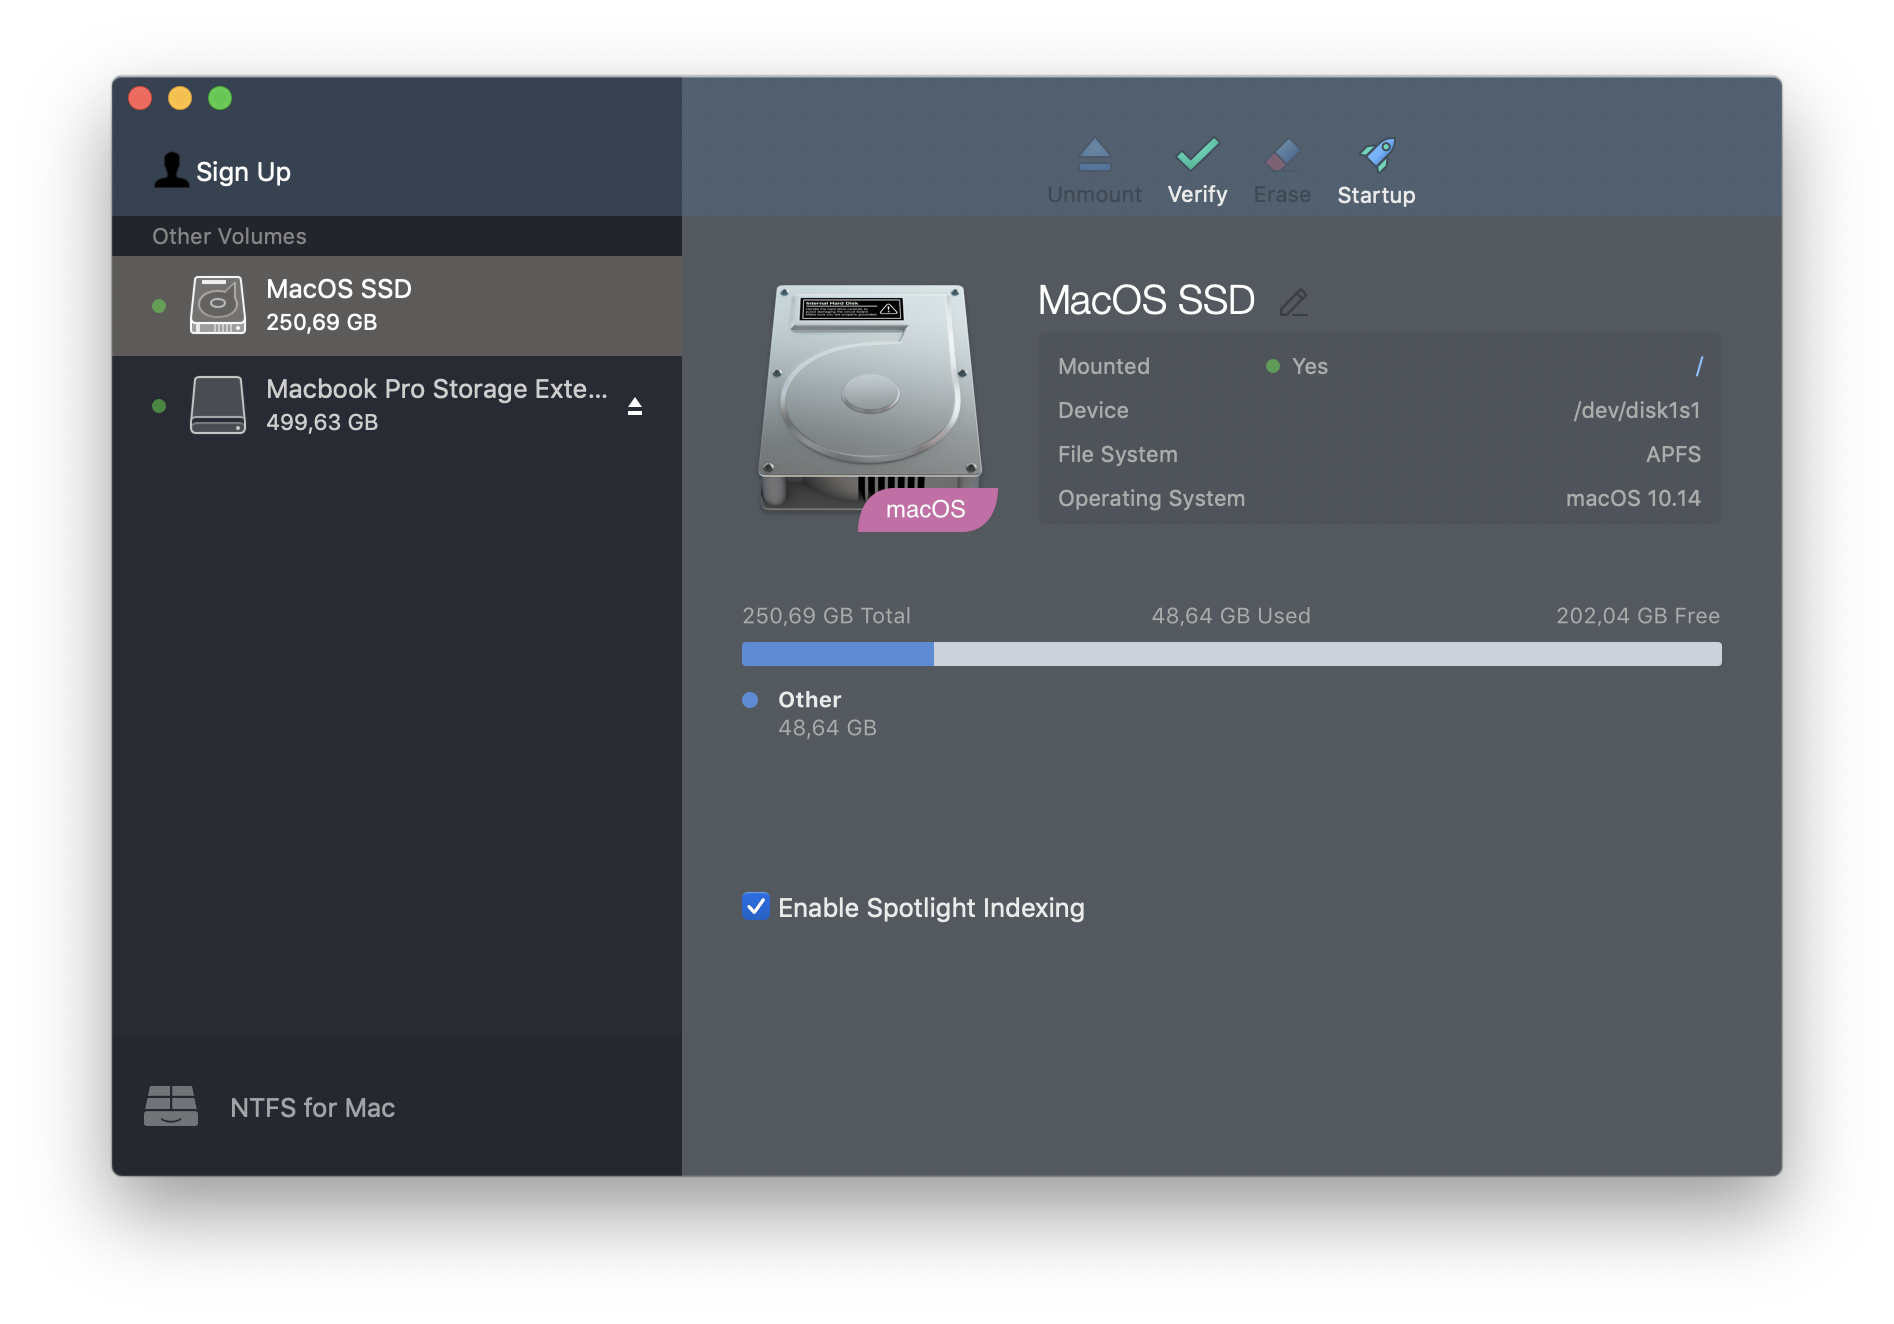 Sign Up
Unmount
Verify
Erase
Startup
Other Volumes
MacOS SSD
250,69 GB
Macbook Pro Storage Exte...
499,63 GB
Internal Hard Disk
macOS
MacOS SSD
Mounted Yes /
Device /dev/disk1s1
File System APFS
Operating System macOS 10.14
250,69 GB Total 48,64 GB Used 202,04 GB Free
Other
48,64 GB
Enable Spotlight Indexing
NTFS for Mac